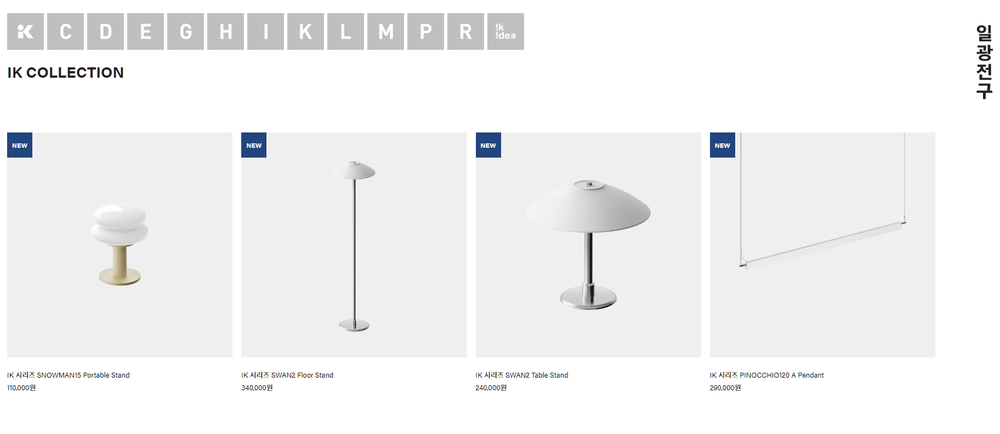 iK C D E G H I K L M P R !k !dea
일광전구
IK COLLECTION
NEW
NEW
NEW
NEW
IK 시리즈 SNOWMAN15 Portable Stand
110,000원
IK 시리즈 SWAN2 Floor Stand
340,000원
IK 시리즈 SWAN2 Table Stand
240,000원
IK 시리즈 PINOCCHIO120 A Pendant
290,000원